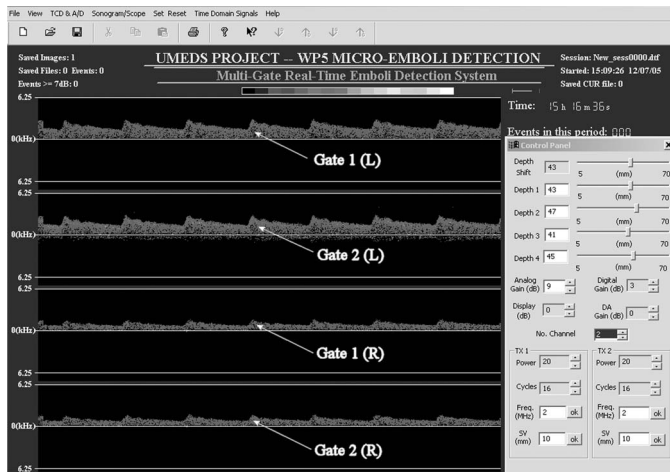 File View TCD & A/D Sonogram/Scope Set Reset Time Domain Signals Help
Saved Images: 1
Saved Files: 0 Events: 0
Events >= 7dB: 0
UMEDS PROJECT -- WP5 MICRO-EMBOLI DETECTION
Multi-Gate Real-Time Emboli Detection System
Session: New_sess0000.dtf
Started: 15:09:26 12/07/05
Saved CUR file: 0
Time: 15h 16m 36s
Events in this period: 000
6.25
0(kHz)
Gate 1 (L)
6.25
6.25
0(kHz)
Gate 2 (L)
6.25
6.25
0(kHz)
Gate 1 (R)
6.25
6.25
0(kHz)
Gate 2 (R)
6.25
Control Panel
Depth Shift 43
5 (mm) 70
Depth 1 43
5 (mm) 70
Depth 2 47
5 (mm) 70
Depth 3 41
5 (mm) 70
Depth 4 45
5 (mm) 70
Analog Gain (dB) 9
Digital Gain (dB) 3
Display (dB) 0
DA Gain (dB) 0
No. Channel 2
TX 1
Power 20
Cycles 16
Freq. (MHz) 2 ok
SV (mm) 10 ok
TX 2
Power 20
Cycles 16
Freq. (MHz) 2 ok
SV (mm) 10 ok